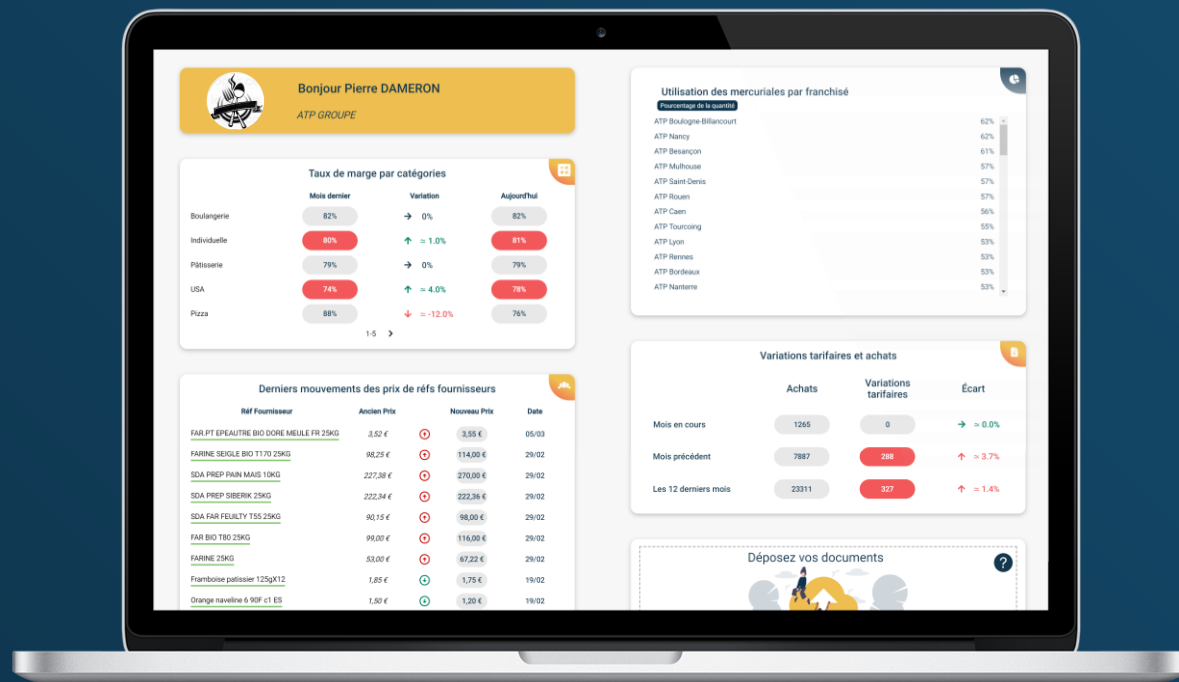 Bonjour Pierre DAMERON
ATP GROUPE
Taux de marge par catégories
Mois dernier Variation Aujourd'hui
Boulangerie 82% 0% 82%
Individuelle 80% ≃ 1.0% 81%
Pâtisserie 79% 0% 79%
USA 74% ≃ 4.0% 78%
Pizza 88% ≃ -12.0% 76%
1-5
Derniers mouvements des prix de réfs fournisseurs
Réf Fournisseur Ancien Prix Nouveau Prix Date
FAR.PT EPEAUTRE BIO DORE MEULE FR 25KG 3,52 € 3,55 € 05/03
FARINE SEIGLE BIO T170 25KG 98,25 € 114,00 € 29/02
SDA PREP PAIN MAIS 10KG 227,38 € 270,00 € 29/02
SDA PREP SIBERIK 25KG 222,34 € 222,36 € 29/02
SDA FAR FEUILTY T55 25KG 90,15 € 98,00 € 29/02
FAR BIO T80 25KG 99,00 € 116,00 € 29/02
FARINE 25KG 53,00 € 67,22 € 29/02
Framboise patissier 125gX12 1,85 € 1,75 € 19/02
Orange naveline 6 90F c1 ES 1,50 € 1,20 € 19/02
Utilisation des mercuriales par franchisé
Pourcentage de la quantité
ATP Boulogne-Billancourt 62%
ATP Nancy 62%
ATP Besançon 61%
ATP Mulhouse 57%
ATP Saint-Denis 57%
ATP Rouen 57%
ATP Caen 56%
ATP Tourcoing 55%
ATP Lyon 53%
ATP Rennes 53%
ATP Bordeaux 53%
ATP Nanterre 53%
Variations tarifaires et achats
Achats Variations tarifaires Écart
Mois en cours 1265 0 ≃ 0.0%
Mois précédent 7887 288 ≃ 3.7%
Les 12 derniers mois 23311 327 ≃ 1.4%
Déposez vos documents
?